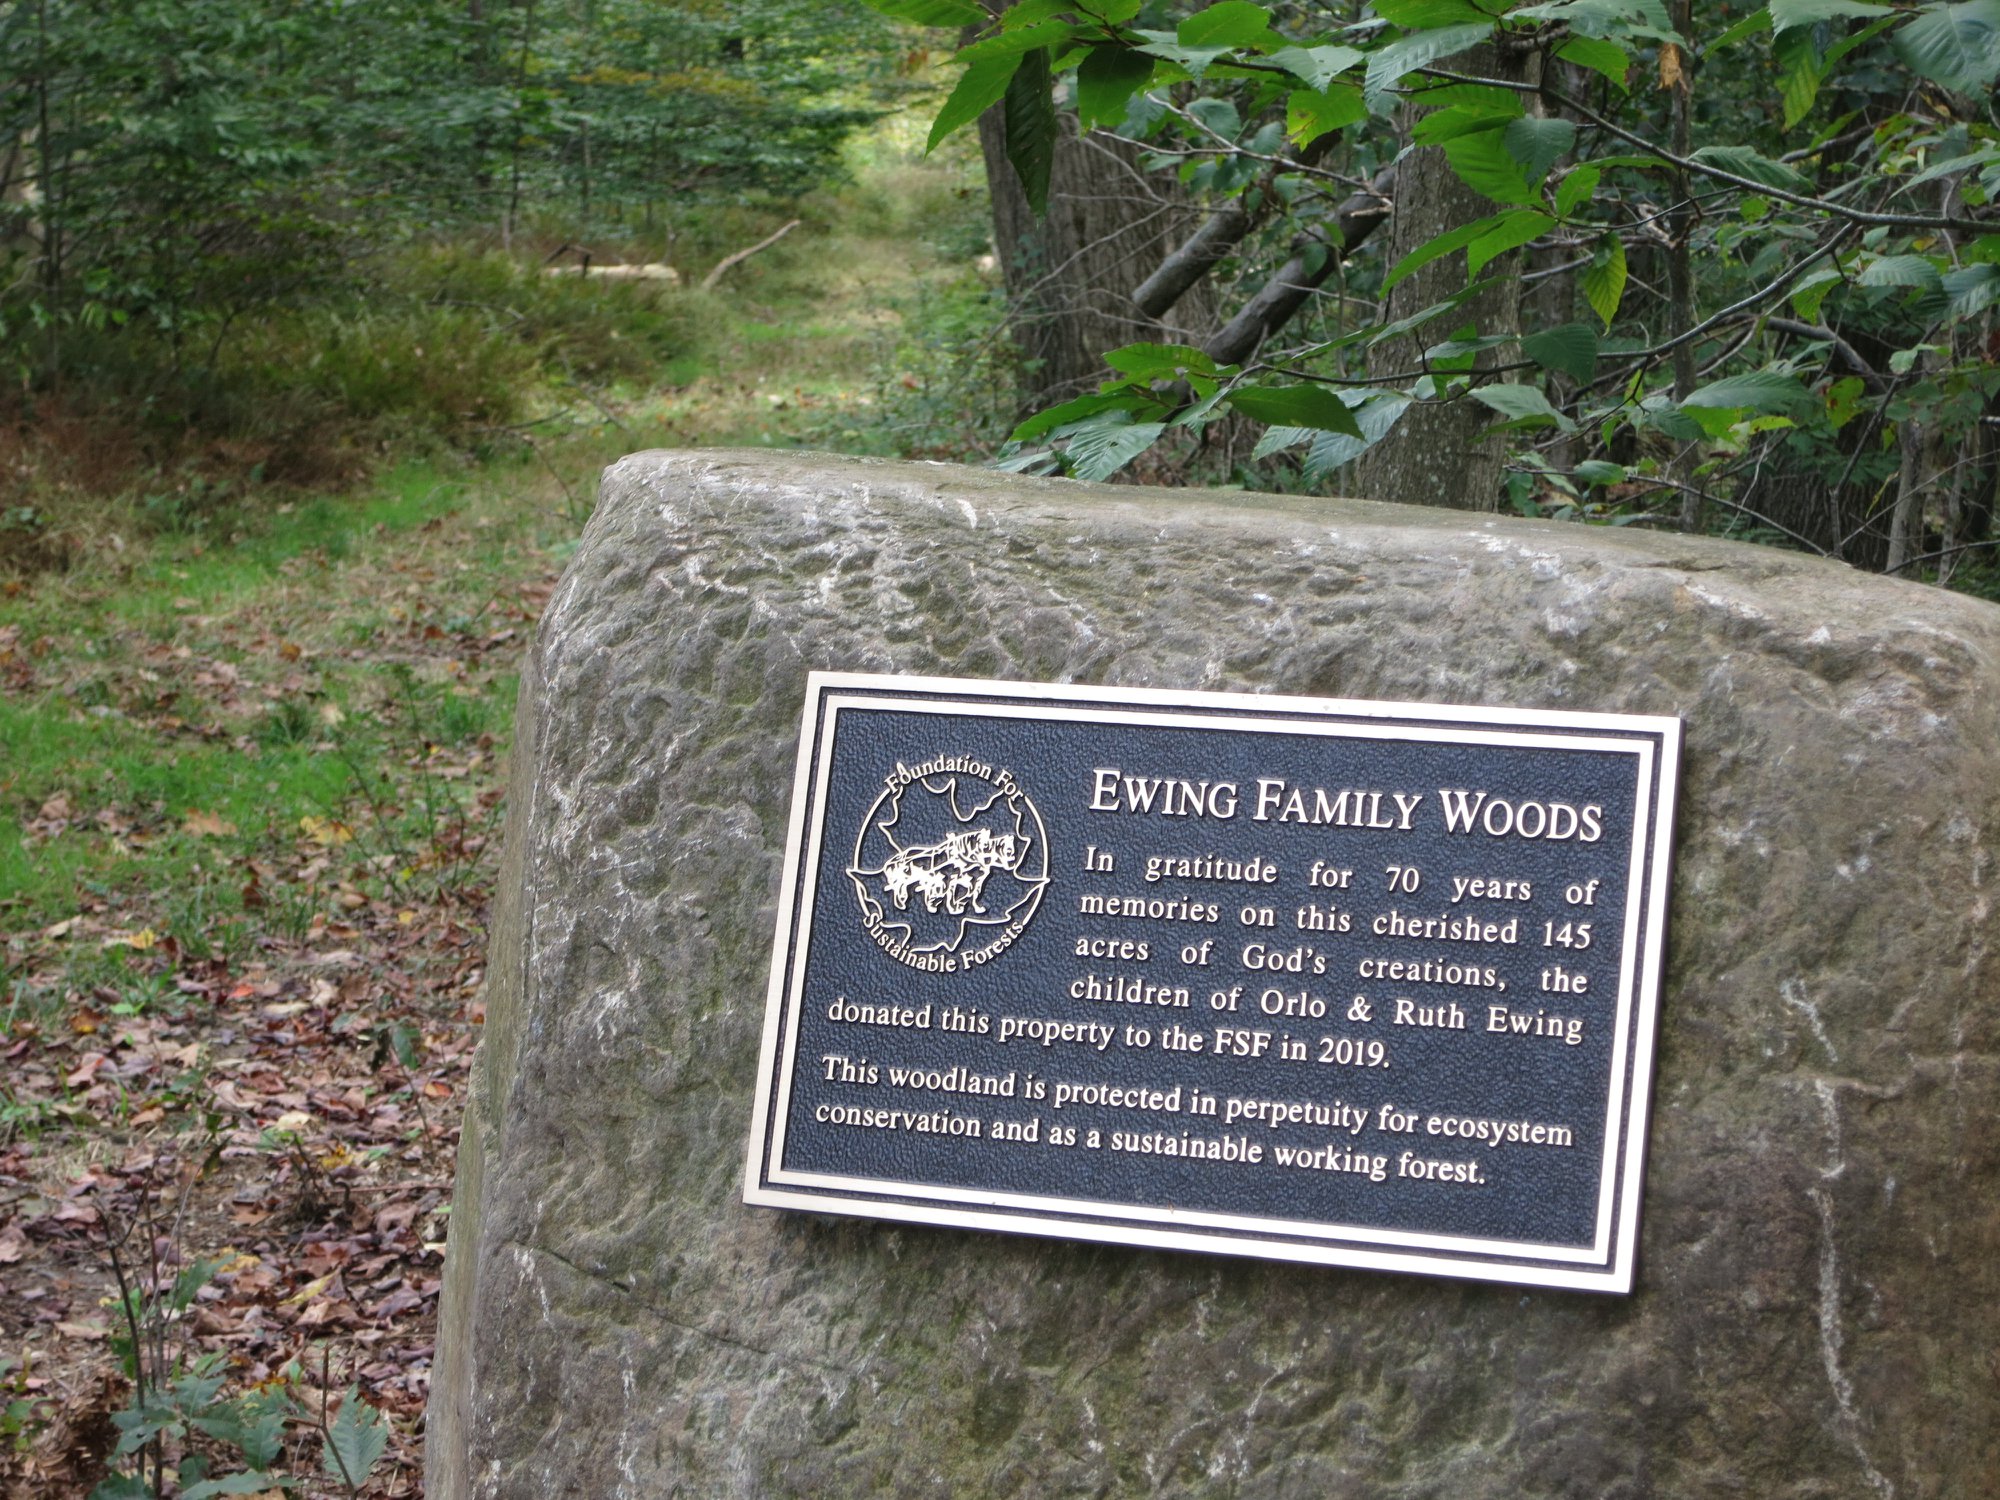 Foundation For
Sustainable Forests
EWING FAMILY WOODS
In gratitude for 70 years of
memories on this cherished 145
acres of God's creations, the
children of Orlo & Ruth Ewing
donated this property to the FSF in 2019.
This woodland is protected in perpetuity for ecosystem
conservation and as a sustainable working forest.